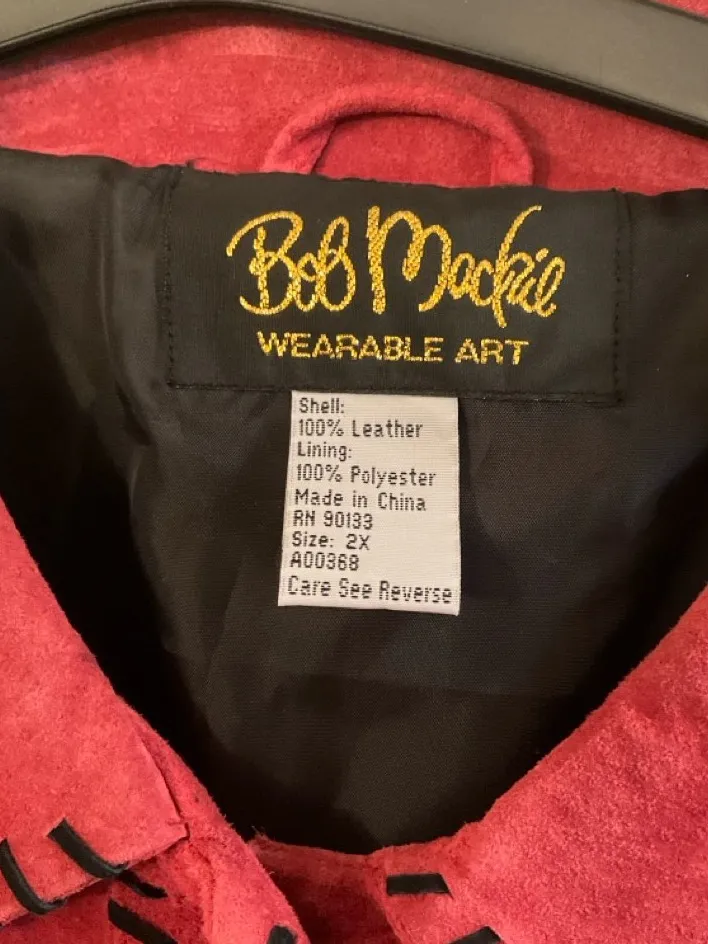 Bob Mackie
WEARABLE ART
Shell:
100% Leather
Lining:
100% Polyester
Made in China
RN 90133
Size: 2X
A00368
Care See Reverse